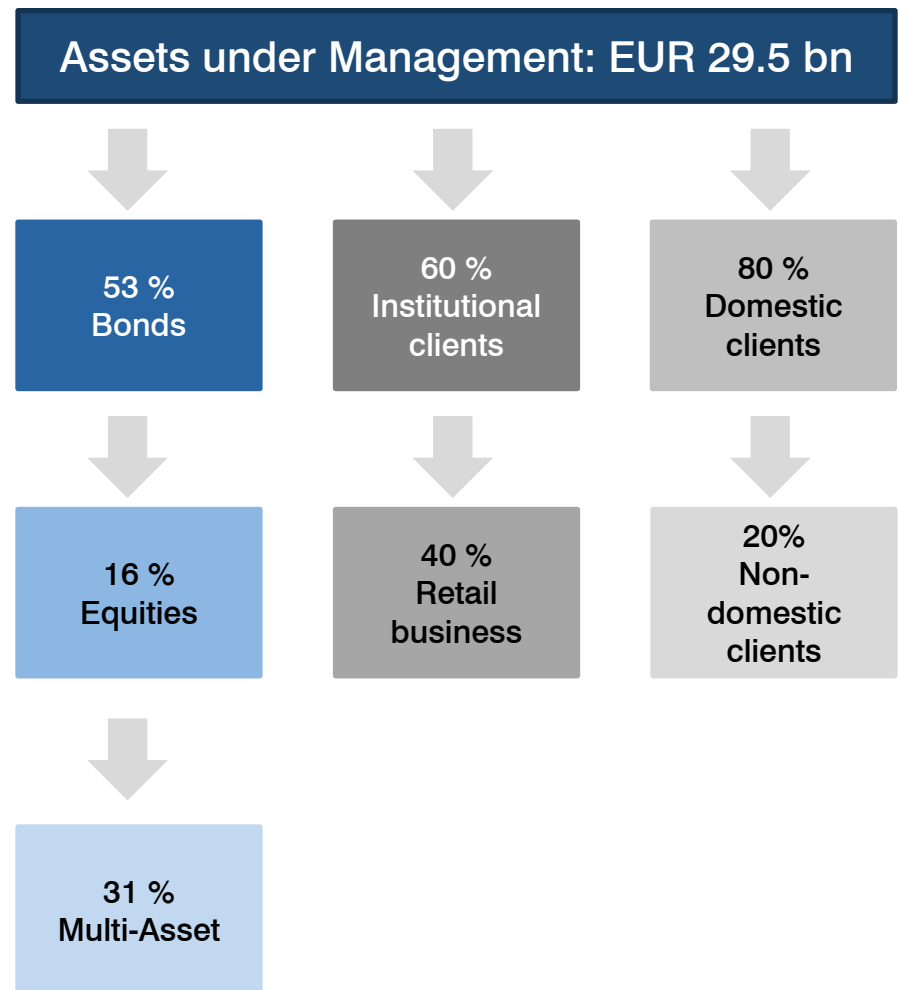 Assets under Management: EUR 29.5 bn
53 %
Bonds
60 %
Institutional
clients
80 %
Domestic
clients
16 %
Equities
40 %
Retail
business
20%
Non-
domestic
clients
31 %
Multi-Asset